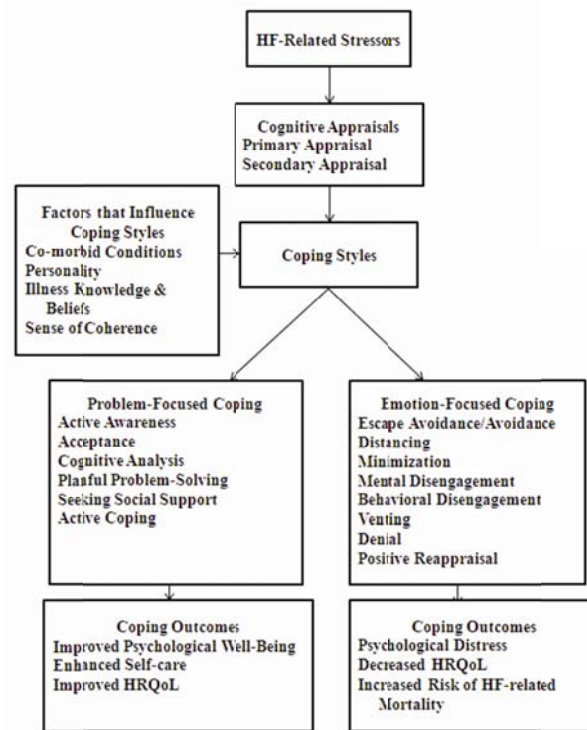 HF-Related Stressors
Cognitive Appraisals
Primary Appraisal
Secondary Appraisal
Factors that Influence
Coping Styles
Co-morbid Conditions
Personality
Illness Knowledge &
Beliefs
Sense of Coherence
Coping Styles
Problem-Focused Coping
Active Awareness
Acceptance
Cognitive Analysis
Planful Problem-Solving
Seeking Social Support
Active Coping
Emotion-Focused Coping
Escape Avoidance/Avoidance
Distancing
Minimization
Mental Disengagement
Behavioral Disengagement
Venting
Denial
Positive Reappraisal
Coping Outcomes
Improved Psychological Well-Being
Enhanced Self-care
Improved HRQoL
Coping Outcomes
Psychological Distress
Decreased HRQoL
Increased Risk of HF-related
Mortality